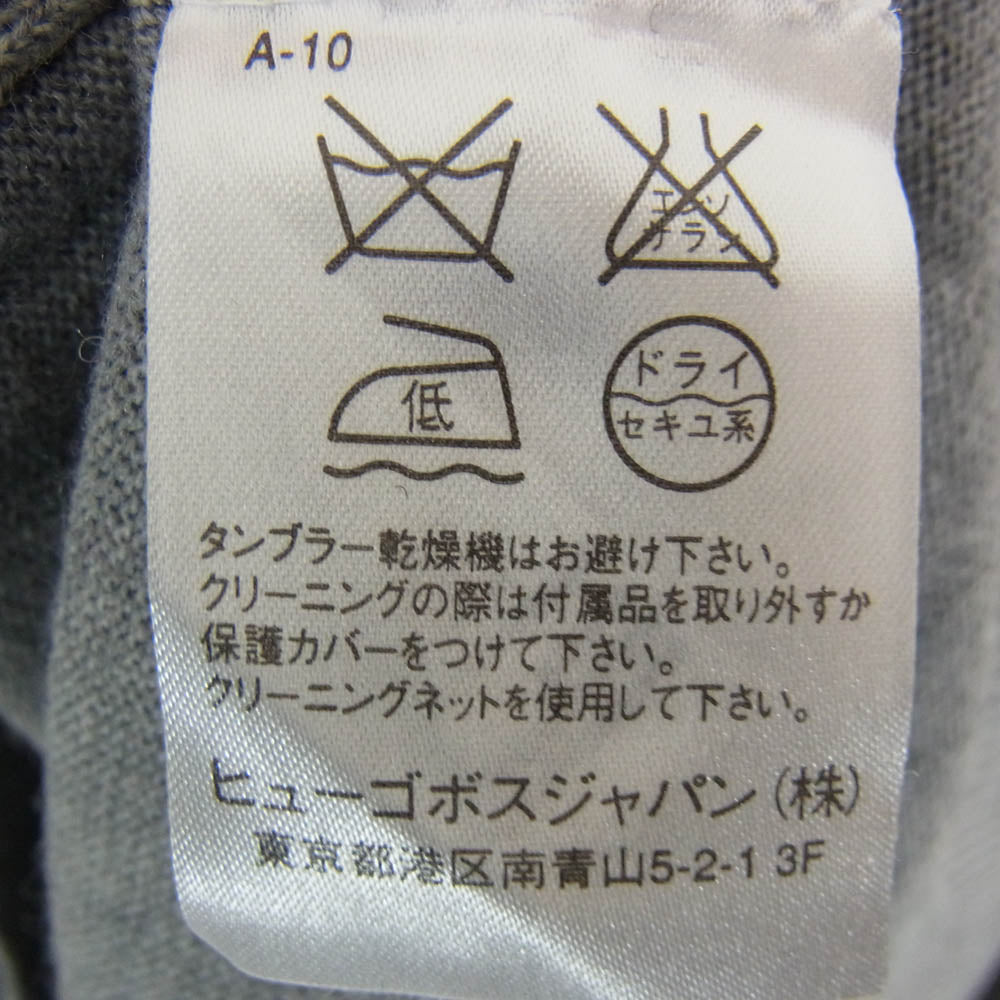 A-10
エンソ
サラシ
低
ドライ
セキユ系
タンブラー乾燥機はお避け下さい。
クリーニングの際は付属品を取り外すか
保護カバーをつけて下さい。
クリーニングネットを使用して下さい。
ヒューゴボスジャパン(株)
東京都港区南青山5-2-1 3F